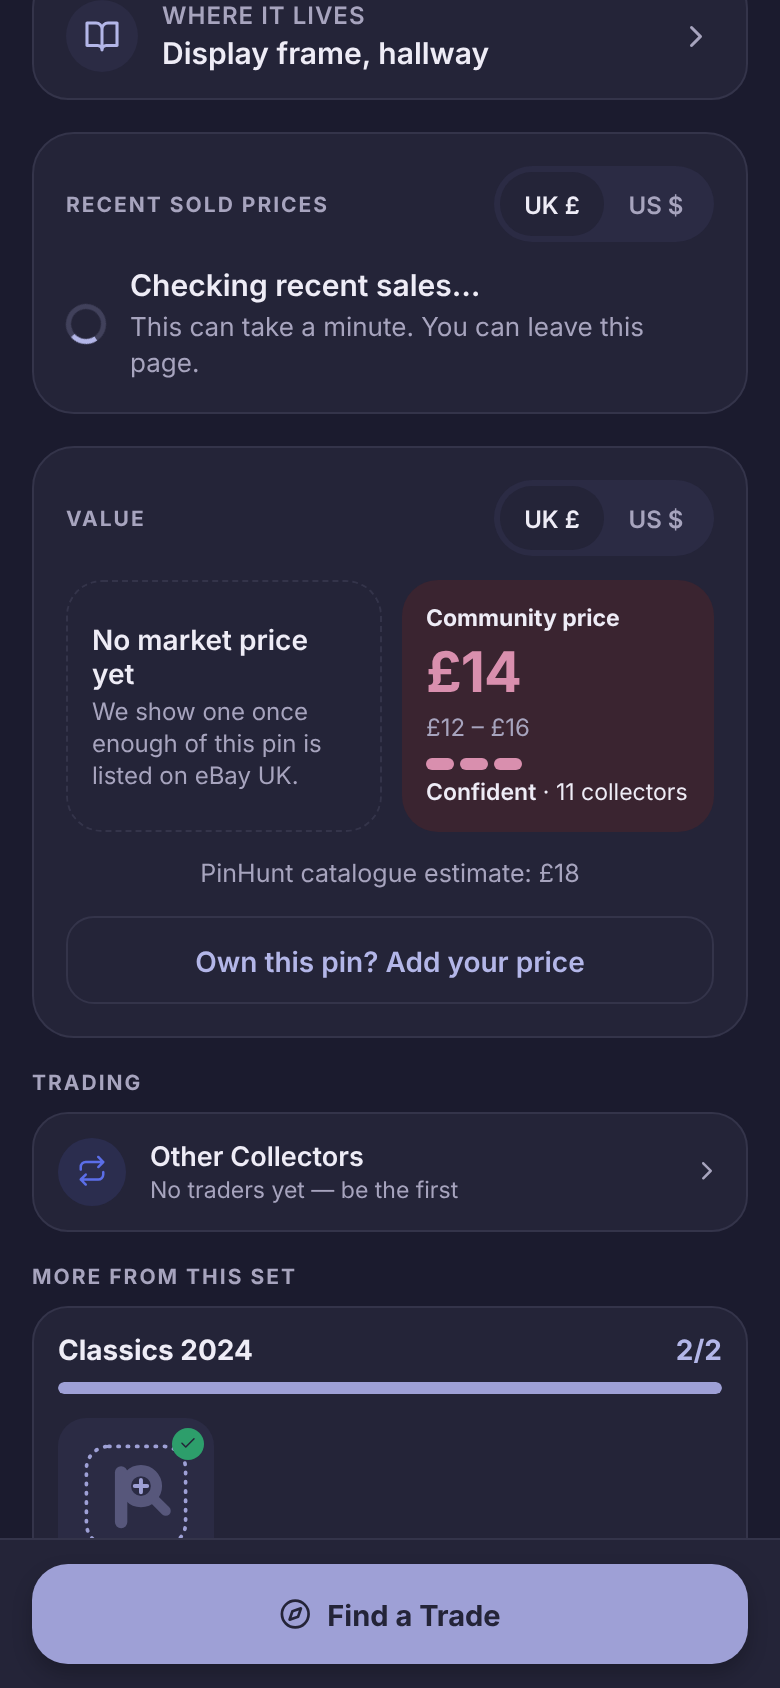 WHERE IT LIVES
Display frame, hallway
RECENT SOLD PRICES
UK £
US $
Checking recent sales...
This can take a minute. You can leave this
page.
VALUE
UK £
US $
No market price
yet
We show one once
enough of this pin is
listed on eBay UK.
Community price
£14
£12 – £16
Confident · 11 collectors
PinHunt catalogue estimate: £18
Own this pin? Add your price
TRADING
Other Collectors
No traders yet — be the first
MORE FROM THIS SET
Classics 2024
2/2
Find a Trade